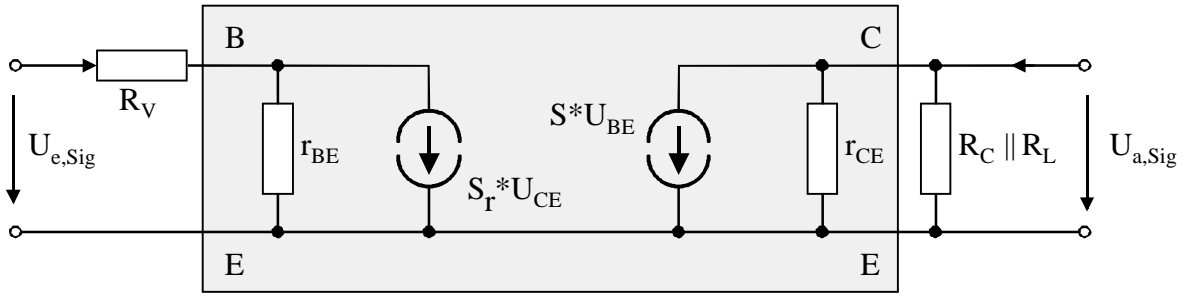 B
C
R_V
U_e,Sig
r_BE
S_r*U_CE
S*U_BE
r_CE
R_C || R_L
U_a,Sig
E
E